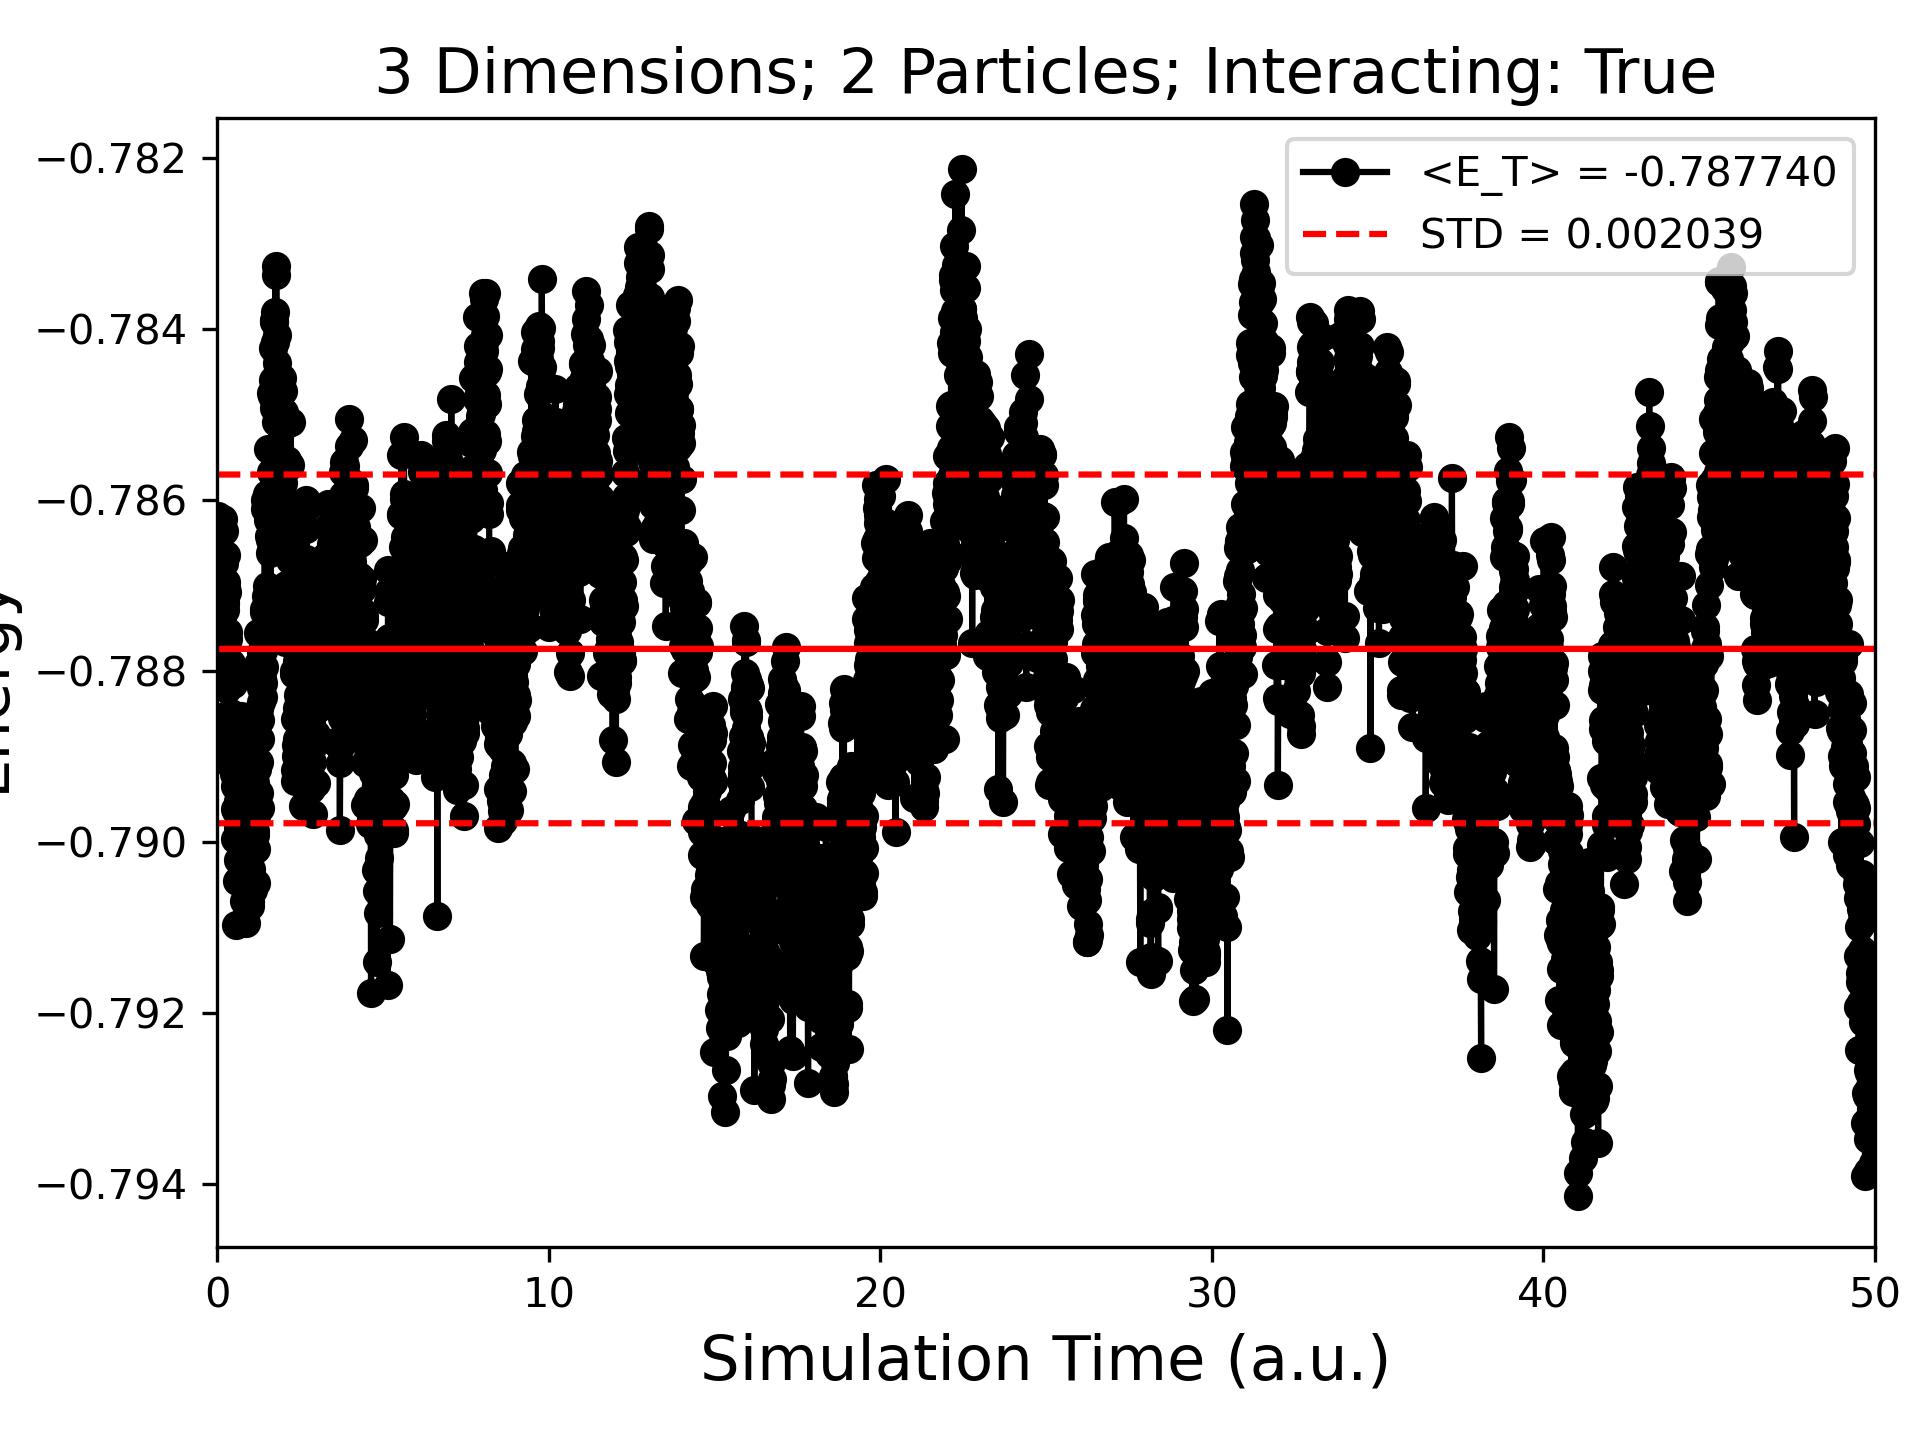 3 Dimensions; 2 Particles; Interacting: True
<E_T> = -0.787740
STD = 0.002039
−0.782
−0.784
−0.786
−0.788
−0.790
−0.792
−0.794
0 10 20 30 40 50
Simulation Time (a.u.)